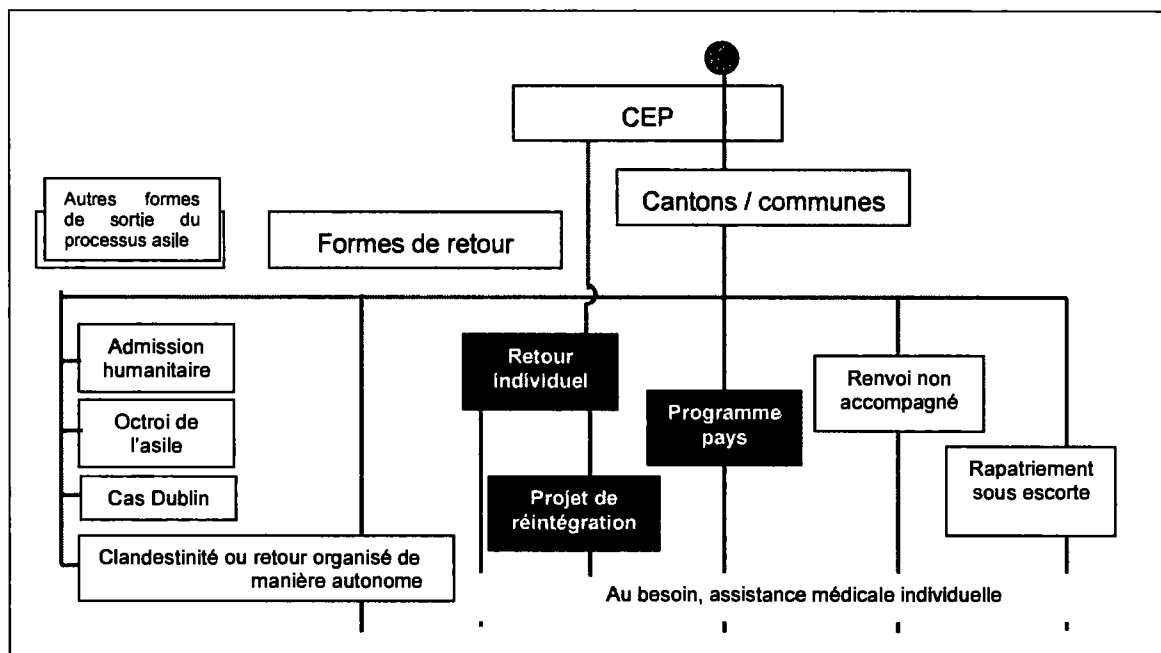 CEP
Cantons / communes
Autres formes
de sortie du
processus asile
Formes de retour
Admission
humanitaire
Octroi de
l'asile
Cas Dublin
Clandestinité ou retour organisé de
manière autonome
Retour
individuel
Projet de
réintégration
Programme
pays
Renvoi non
accompagné
Rapatriement
sous escorte
Au besoin, assistance médicale individuelle